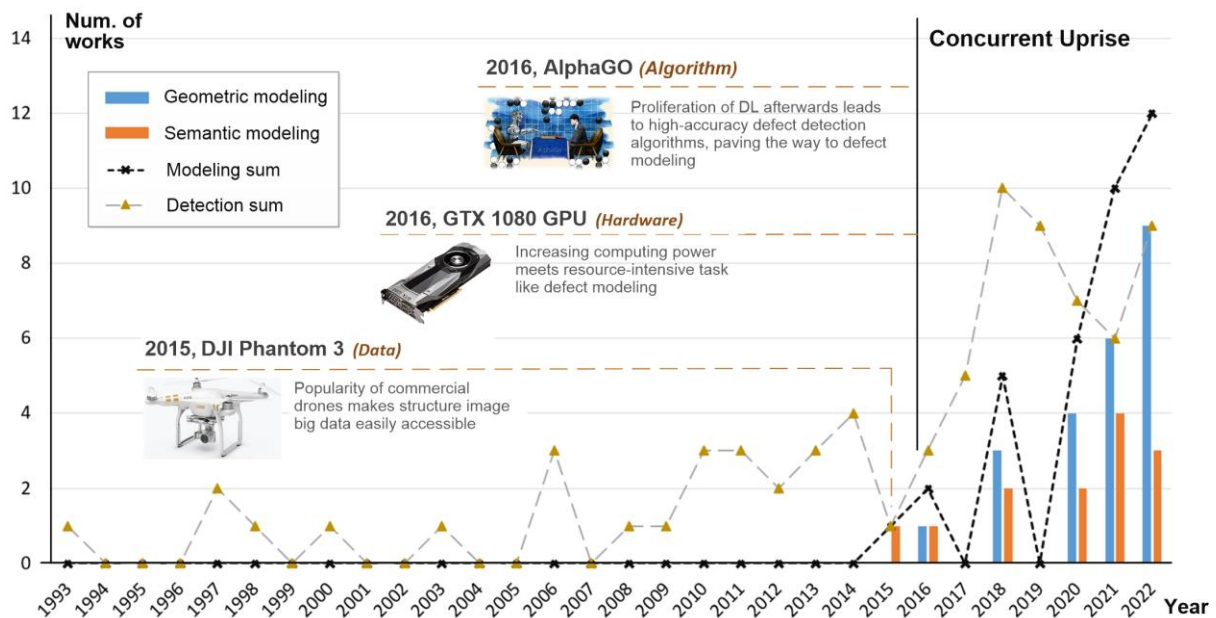 Num. of
works
14
12
10
8
6
4
2
0
Geometric modeling
Semantic modeling
Modeling sum
Detection sum
2016, AlphaGO (Algorithm)
Proliferation of DL afterwards leads
to high-accuracy defect detection
algorithms, paving the way to defect
modeling
2016, GTX 1080 GPU (Hardware)
Increasing computing power
meets resource-intensive task
like defect modeling
2015, DJI Phantom 3 (Data)
Popularity of commercial
drones makes structure image
big data easily accessible
Concurrent Uprise
1993
1994
1995
1996
1997
1998
1999
2000
2001
2002
2003
2004
2005
2006
2007
2008
2009
2010
2011
2012
2013
2014
2015
2016
2017
2018
2019
2020
2021
2022
Year